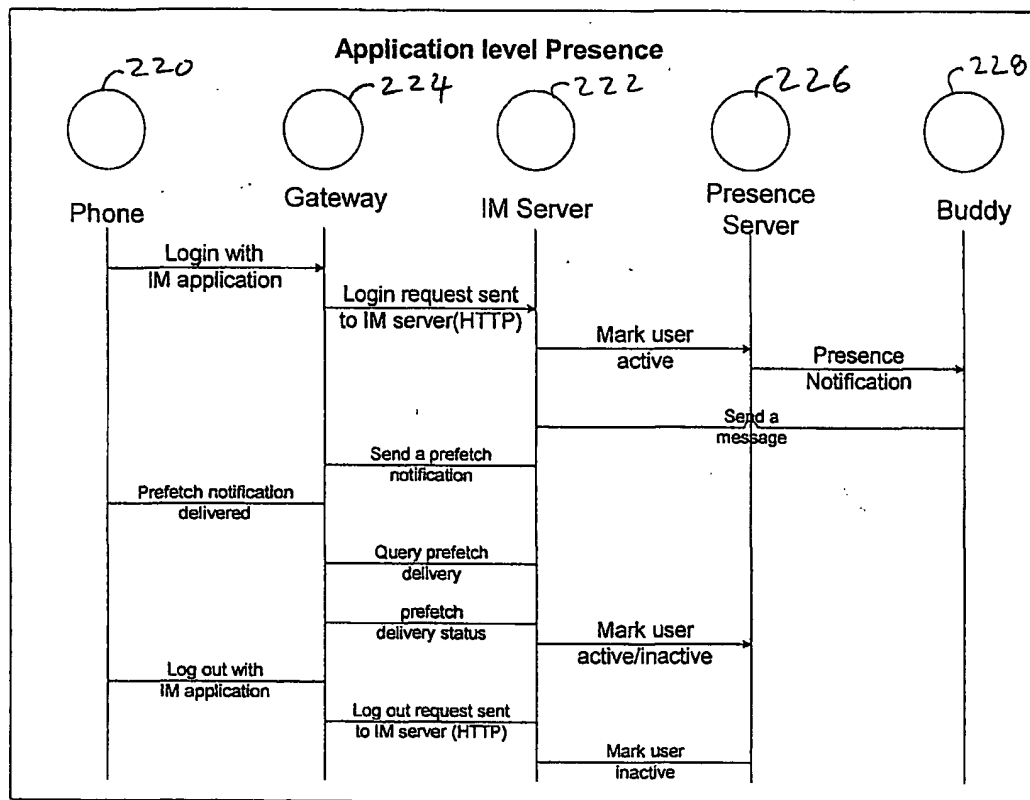 Application level Presence
220
224
222
226
228
Phone
Gateway
IM Server
Presence
Server
Buddy
Login with
IM application
Login request sent
to IM server(HTTP)
Mark user
active
Presence
Notification
Send a
message
Send a prefetch
notification
Prefetch notification
delivered
Query prefetch
delivery
prefetch
delivery status
Mark user
active/inactive
Log out with
IM application
Log out request sent
to IM server (HTTP)
Mark user
inactive